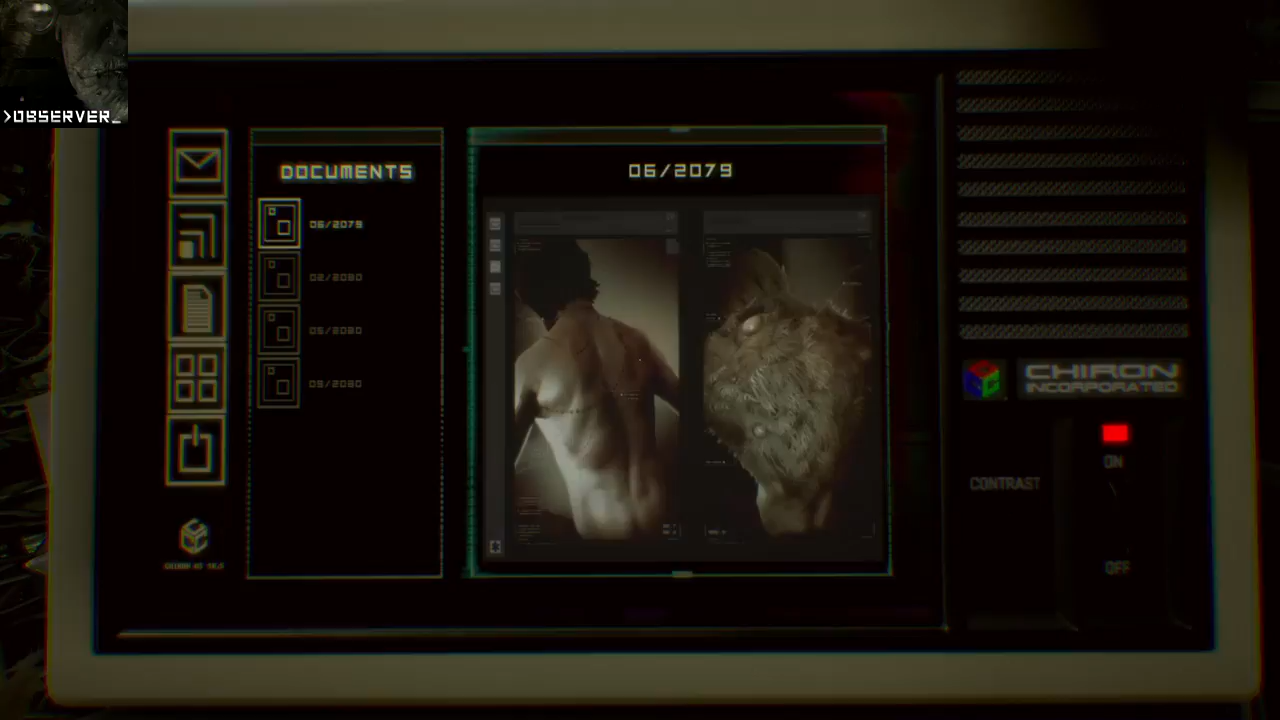 >OBSERVER_
DOCUMENTS
06/2079
02/2080
05/2080
09/2080
06/2079
CHIRON
INCORPORATED
ON
CONTRAST
OFF